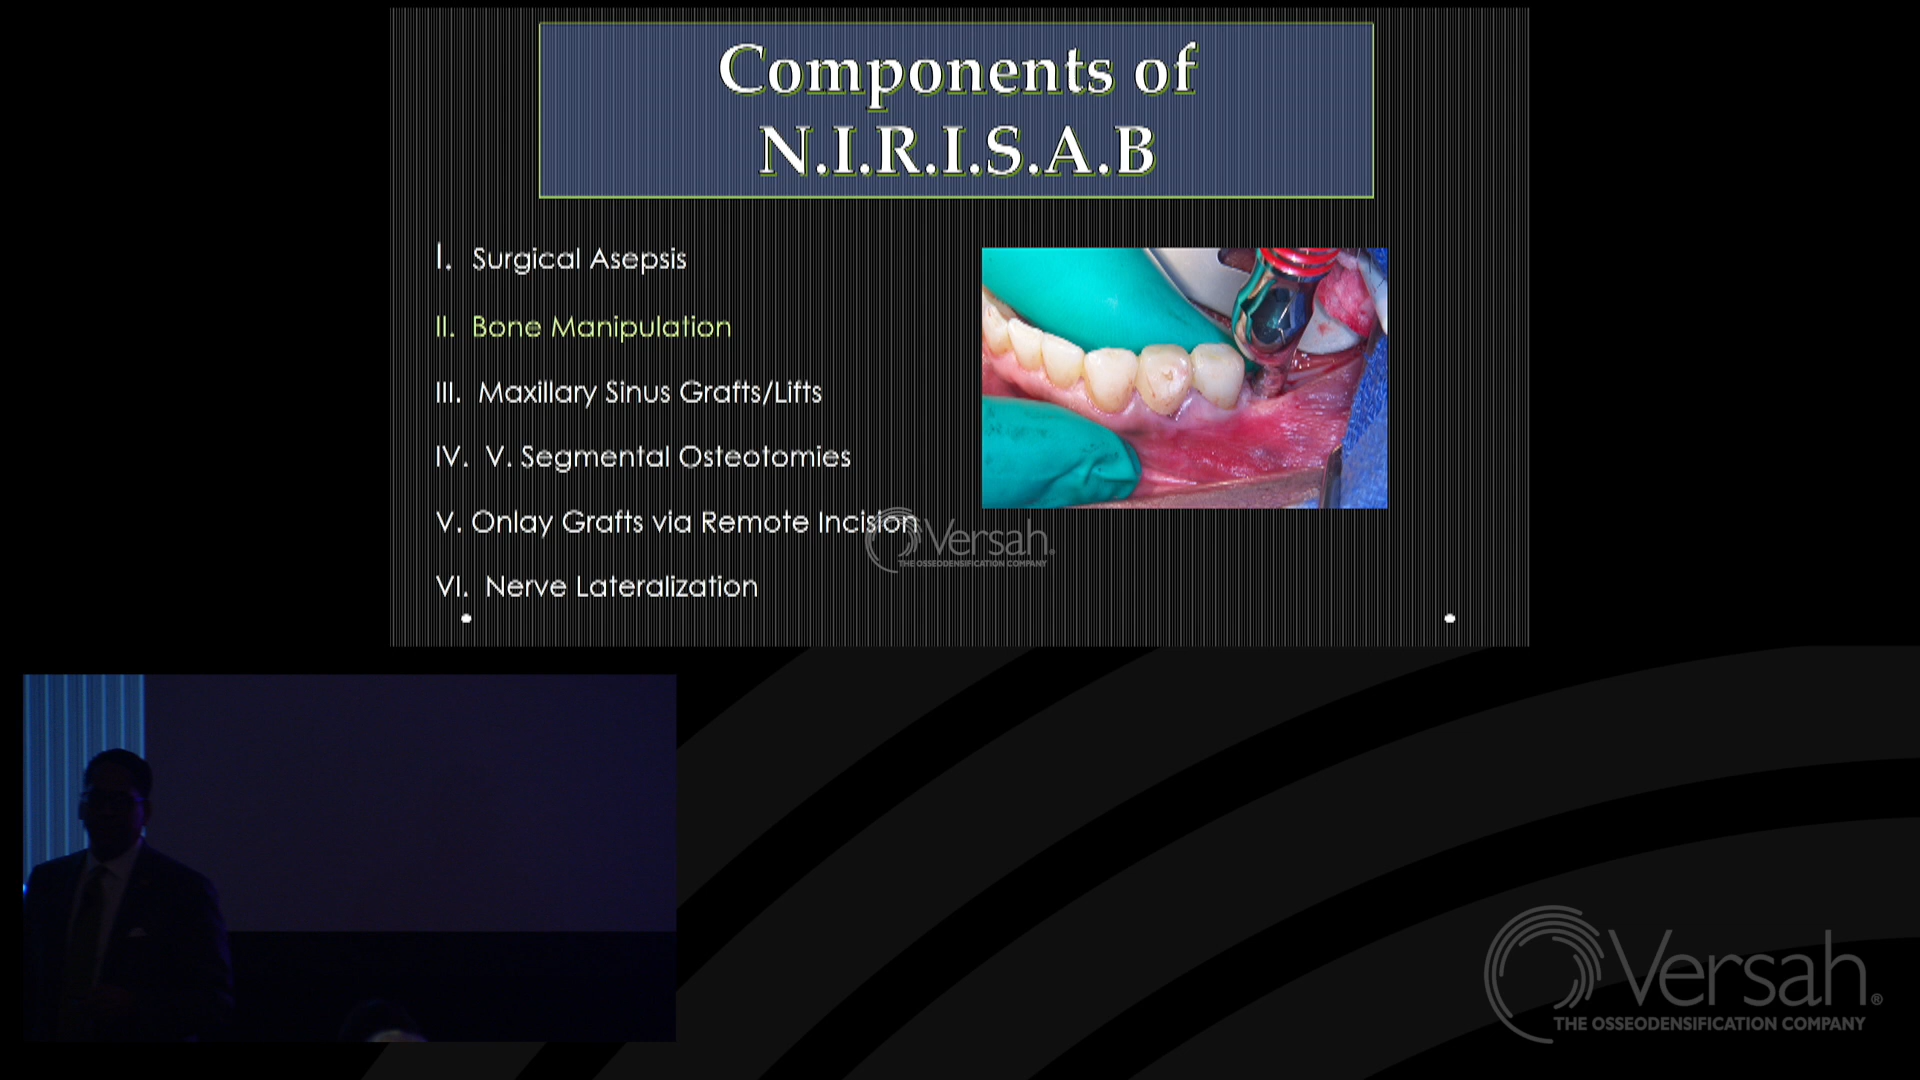 Components of
N.I.R.I.S.A.B
I. Surgical Asepsis
II. Bone Manipulation
III. Maxillary Sinus Grafts/Lifts
IV. V. Segmental Osteotomies
V. Onlay Grafts via Remote Incision
Versah®
THE OSSEODENSIFICATION COMPANY
VI. Nerve Lateralization
Versah®
THE OSSEODENSIFICATION COMPANY